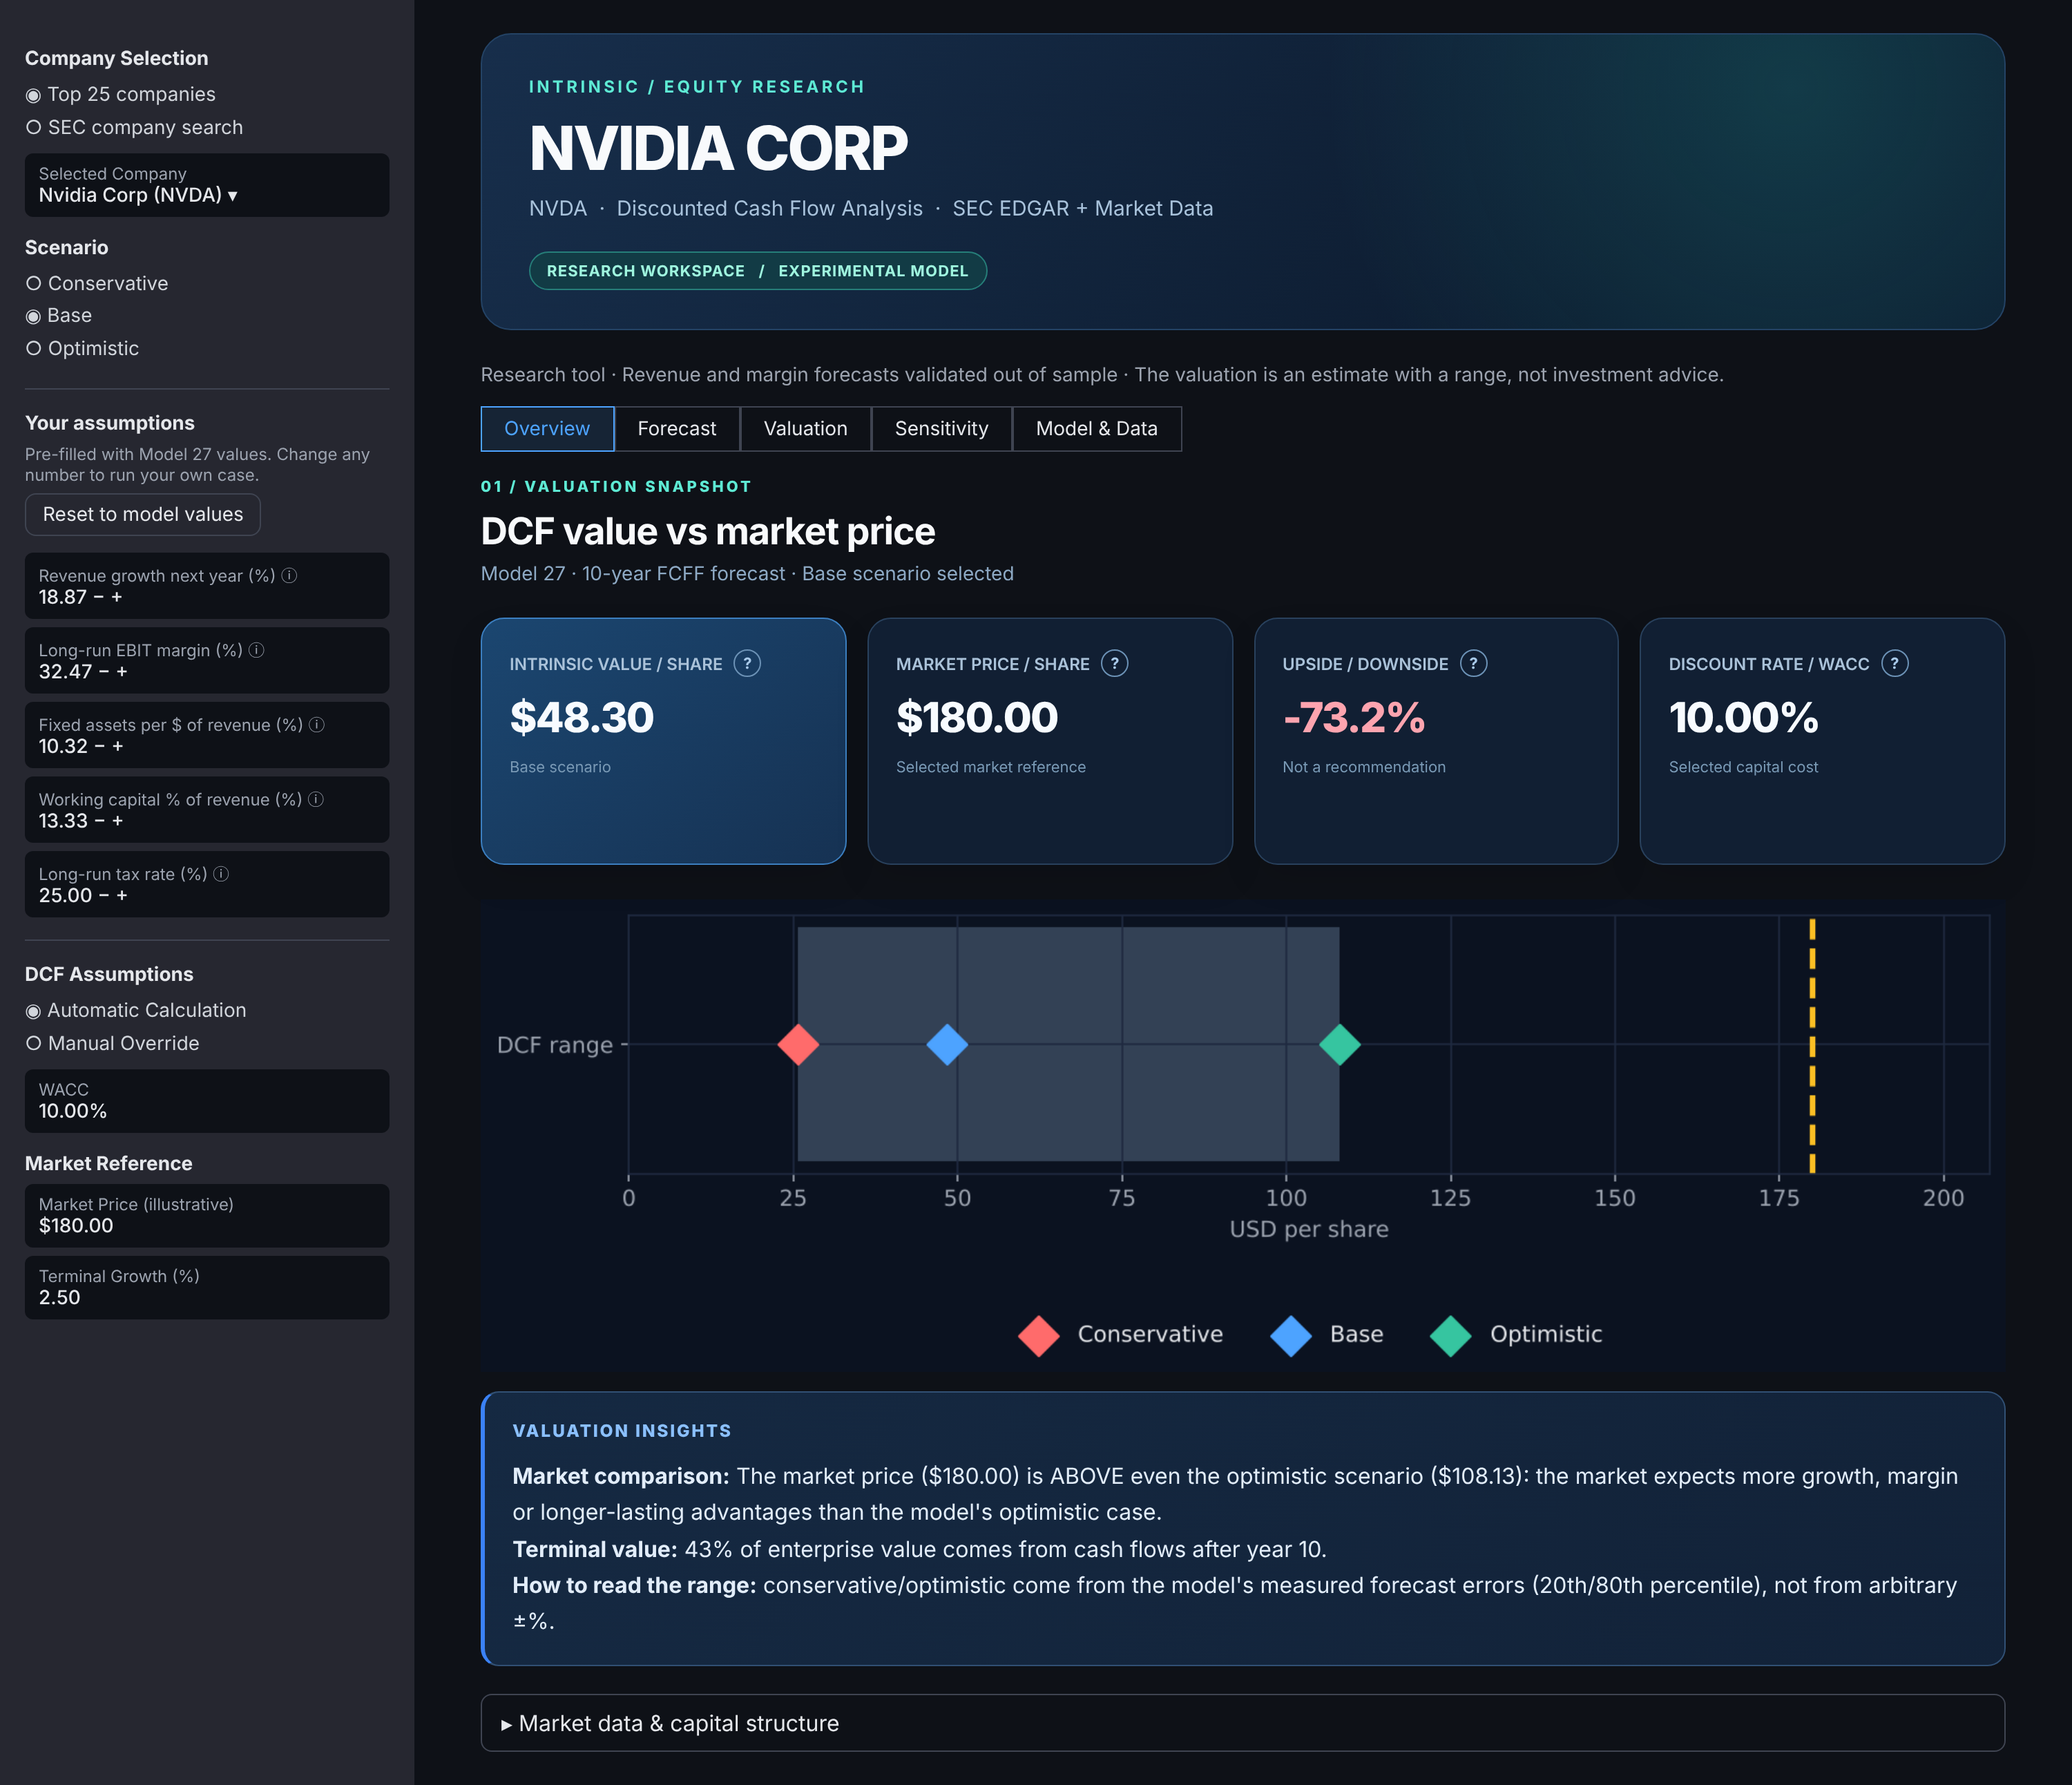 Company Selection
◉ Top 25 companies
○ SEC company search
Selected Company
Nvidia Corp (NVDA) ▾
Scenario
○ Conservative
◉ Base
○ Optimistic
Your assumptions
Pre-filled with Model 27 values. Change any
number to run your own case.
Reset to model values
Revenue growth next year (%) ⓘ
18.87 − +
Long-run EBIT margin (%) ⓘ
32.47 − +
Fixed assets per $ of revenue (%) ⓘ
10.32 − +
Working capital % of revenue (%) ⓘ
13.33 − +
Long-run tax rate (%) ⓘ
25.00 − +
DCF Assumptions
◉ Automatic Calculation
○ Manual Override
WACC
10.00%
Market Reference
Market Price (illustrative)
$180.00
Terminal Growth (%)
2.50
INTRINSIC / EQUITY RESEARCH
NVIDIA CORP
NVDA · Discounted Cash Flow Analysis · SEC EDGAR + Market Data
RESEARCH WORKSPACE / EXPERIMENTAL MODEL
Research tool · Revenue and margin forecasts validated out of sample · The valuation is an estimate with a range, not investment advice.
Overview Forecast Valuation Sensitivity Model & Data
01 / VALUATION SNAPSHOT
DCF value vs market price
Model 27 · 10-year FCFF forecast · Base scenario selected
INTRINSIC VALUE / SHARE ?
$48.30
Base scenario
MARKET PRICE / SHARE ?
$180.00
Selected market reference
UPSIDE / DOWNSIDE ?
-73.2%
Not a recommendation
DISCOUNT RATE / WACC ?
10.00%
Selected capital cost
DCF range
0 25 50 75 100 125 150 175 200
USD per share
Conservative Base Optimistic
VALUATION INSIGHTS
Market comparison: The market price ($180.00) is ABOVE even the optimistic scenario ($108.13): the market expects more growth, margin
or longer-lasting advantages than the model's optimistic case.
Terminal value: 43% of enterprise value comes from cash flows after year 10.
How to read the range: conservative/optimistic come from the model's measured forecast errors (20th/80th percentile), not from arbitrary
±%.
▸ Market data & capital structure